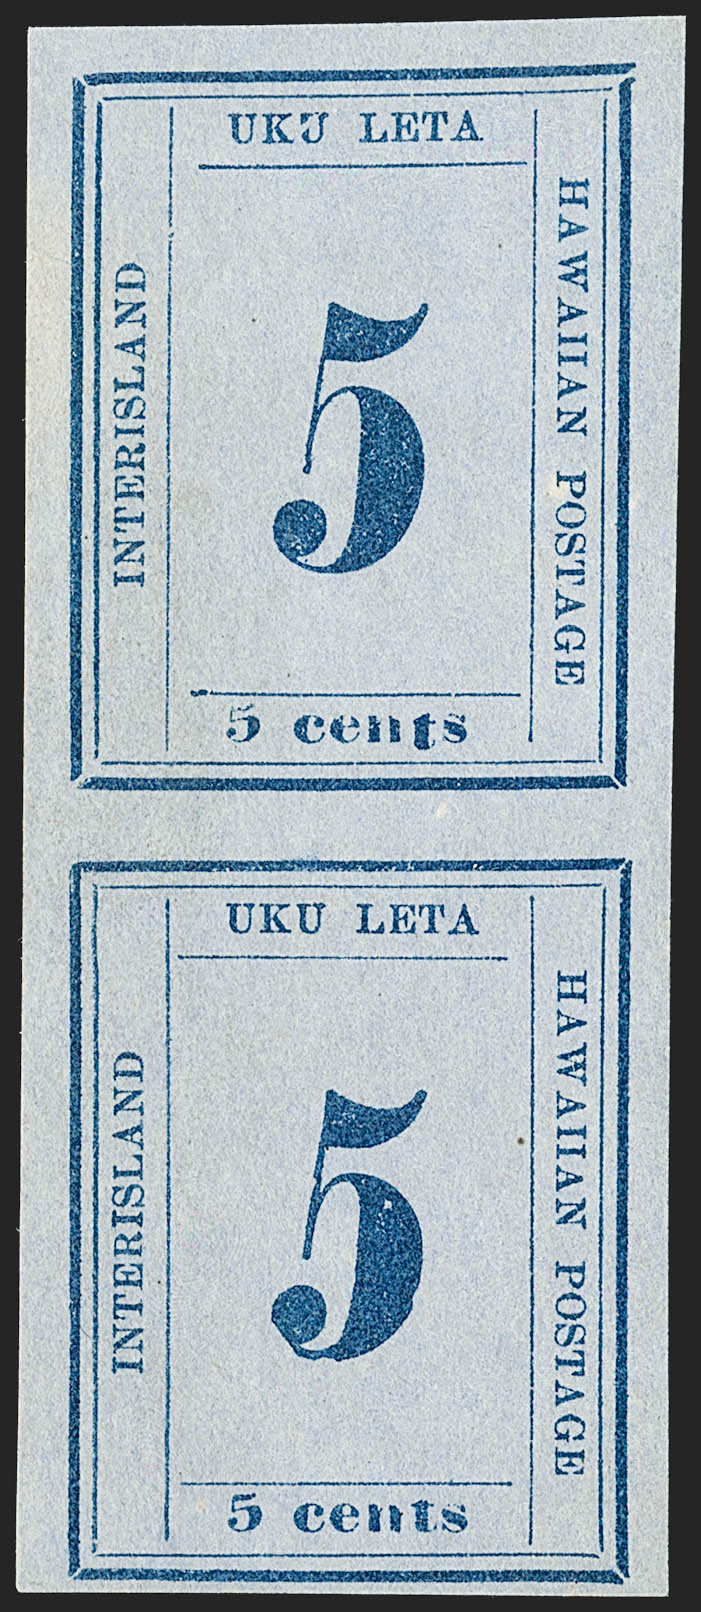 UKU LETA
INTERISLAND
HAWAIIAN POSTAGE
5
5 cents
UKU LETA
INTERISLAND
HAWAIIAN POSTAGE
5
5 cents